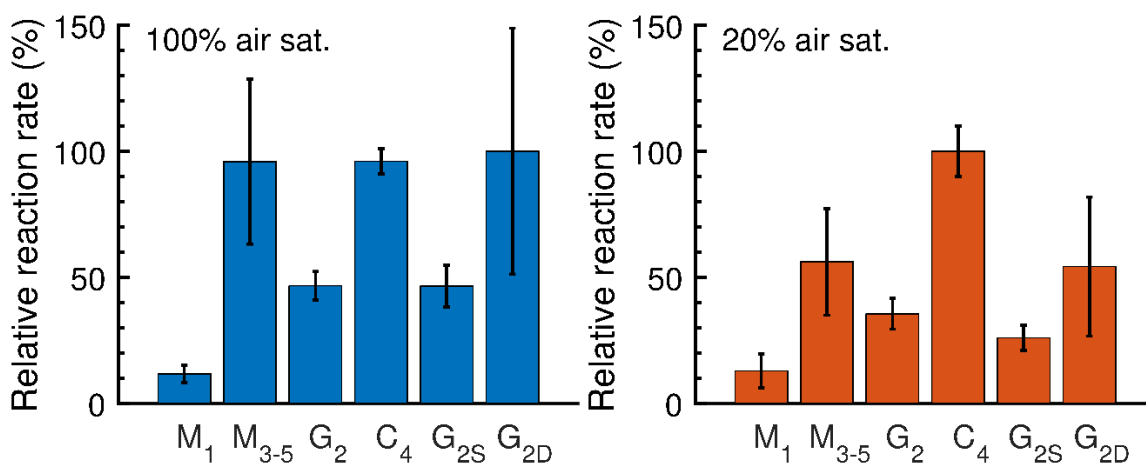 100% air sat.
Relative reaction rate (%)
150
100
50
0
M1 M3-5 G2 C4 G2S G2D
20% air sat.
Relative reaction rate (%)
150
100
50
0
M1 M3-5 G2 C4 G2S G2D